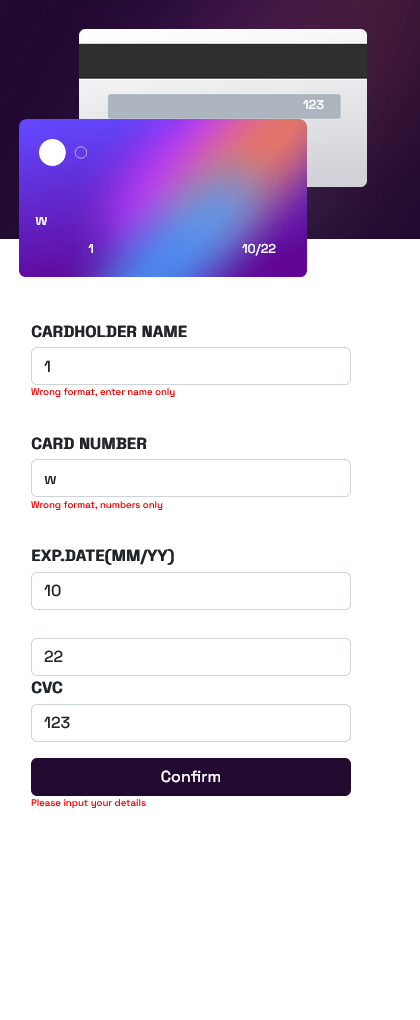 123
w
1 10/22
CARDHOLDER NAME
1
Wrong format, enter name only
CARD NUMBER
w
Wrong format, numbers only
EXP.DATE(MM/YY)
10
22
CVC
123
Confirm
Please input your details